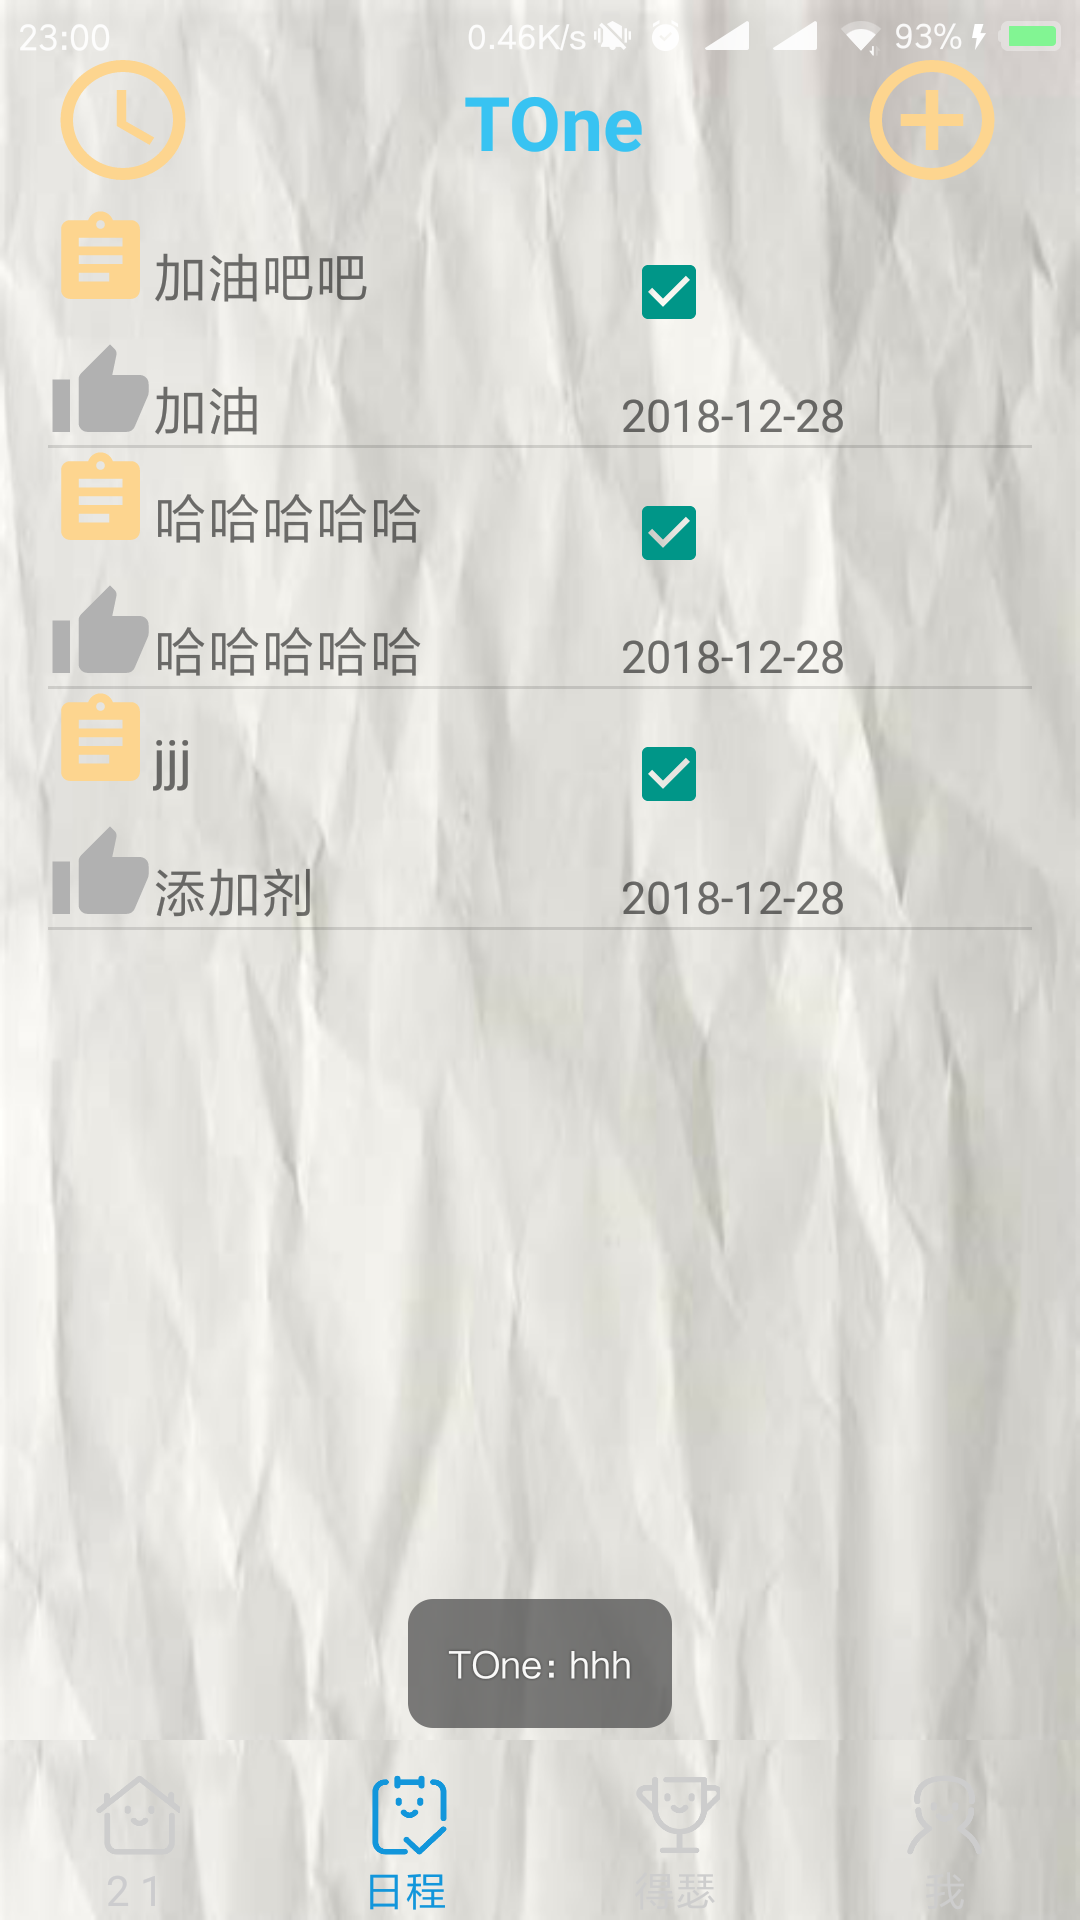 23:00 0.46K/s 93%
TOne
加油吧吧
加油 2018-12-28
哈哈哈哈哈
哈哈哈哈哈 2018-12-28
jjj
添加剂 2018-12-28
TOne: hhh
21 日程 得瑟 我